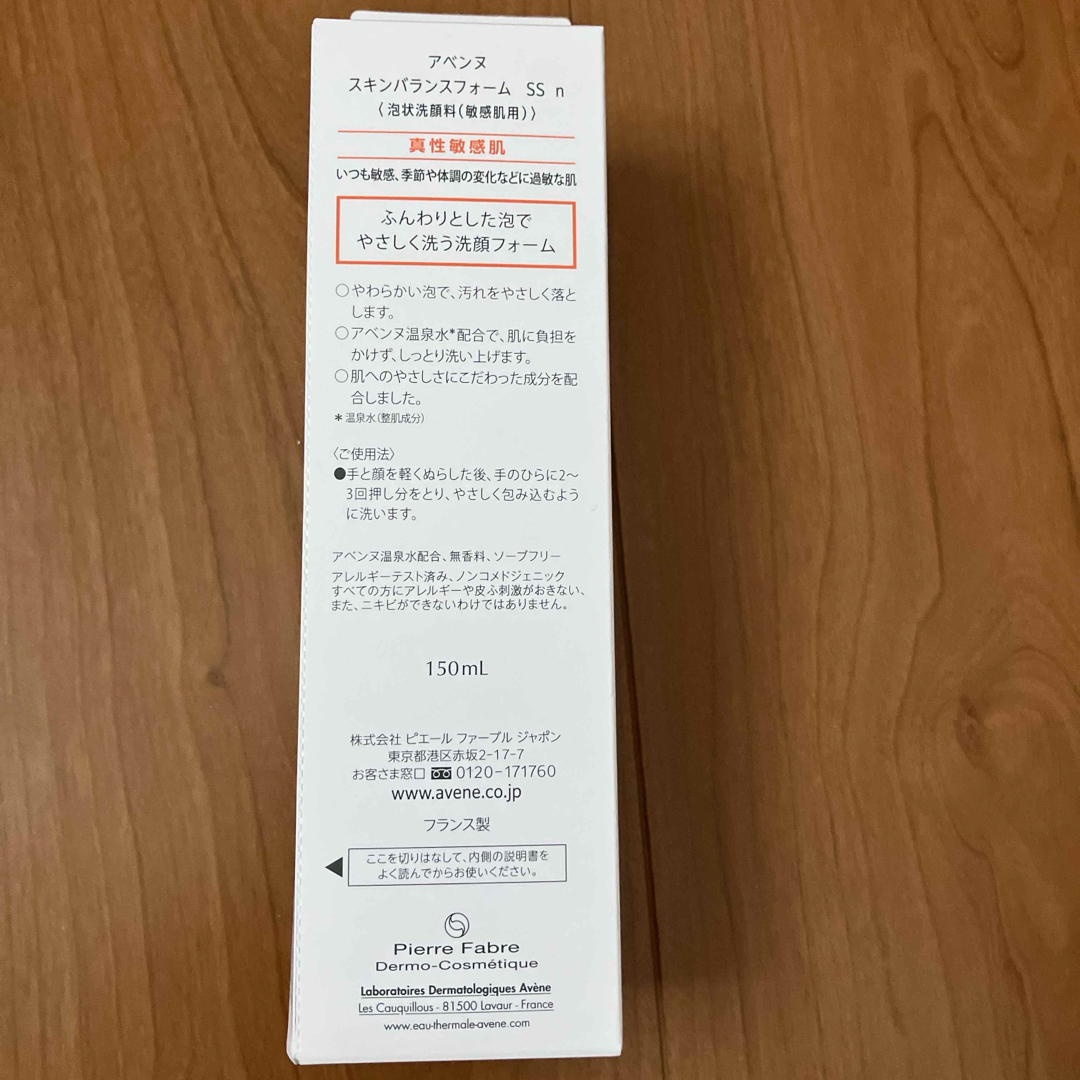 アベンヌ
スキンバランスフォーム SS n
〈泡状洗顔料(敏感肌用)〉
真性敏感肌
いつも敏感、季節や体調の変化などに過敏な肌
ふんわりとした泡で
やさしく洗う洗顔フォーム
○やわらかい泡で、汚れをやさしく落と
します。
○アベンヌ温泉水*配合で、肌に負担を
かけず、しっとり洗い上げます。
○肌へのやさしさにこだわった成分を配
合しました。
*温泉水(整肌成分)
〈ご使用法〉
●手と顔を軽くぬらした後、手のひらに2〜
3回押し分をとり、やさしく包み込むよう
に洗います。
アベンヌ温泉水配合、無香料、ソープフリー
アレルギーテスト済み、ノンコメドジェニック
すべての方にアレルギーや皮ふ刺激がおきない、
また、ニキビができないわけではありません。
150mL
株式会社 ピエール ファーブル ジャポン
東京都港区赤坂2-17-7
お客さま窓口 0120-171760
www.avene.co.jp
フランス製
ここを切りはなして、内側の説明書を
よく読んでからお使いください。
Pierre Fabre
Dermo-Cosmétique
Laboratoires Dermatologiques Avène
Les Cauquillous - 81500 Lavaur - France
www.eau-thermale-avene.com